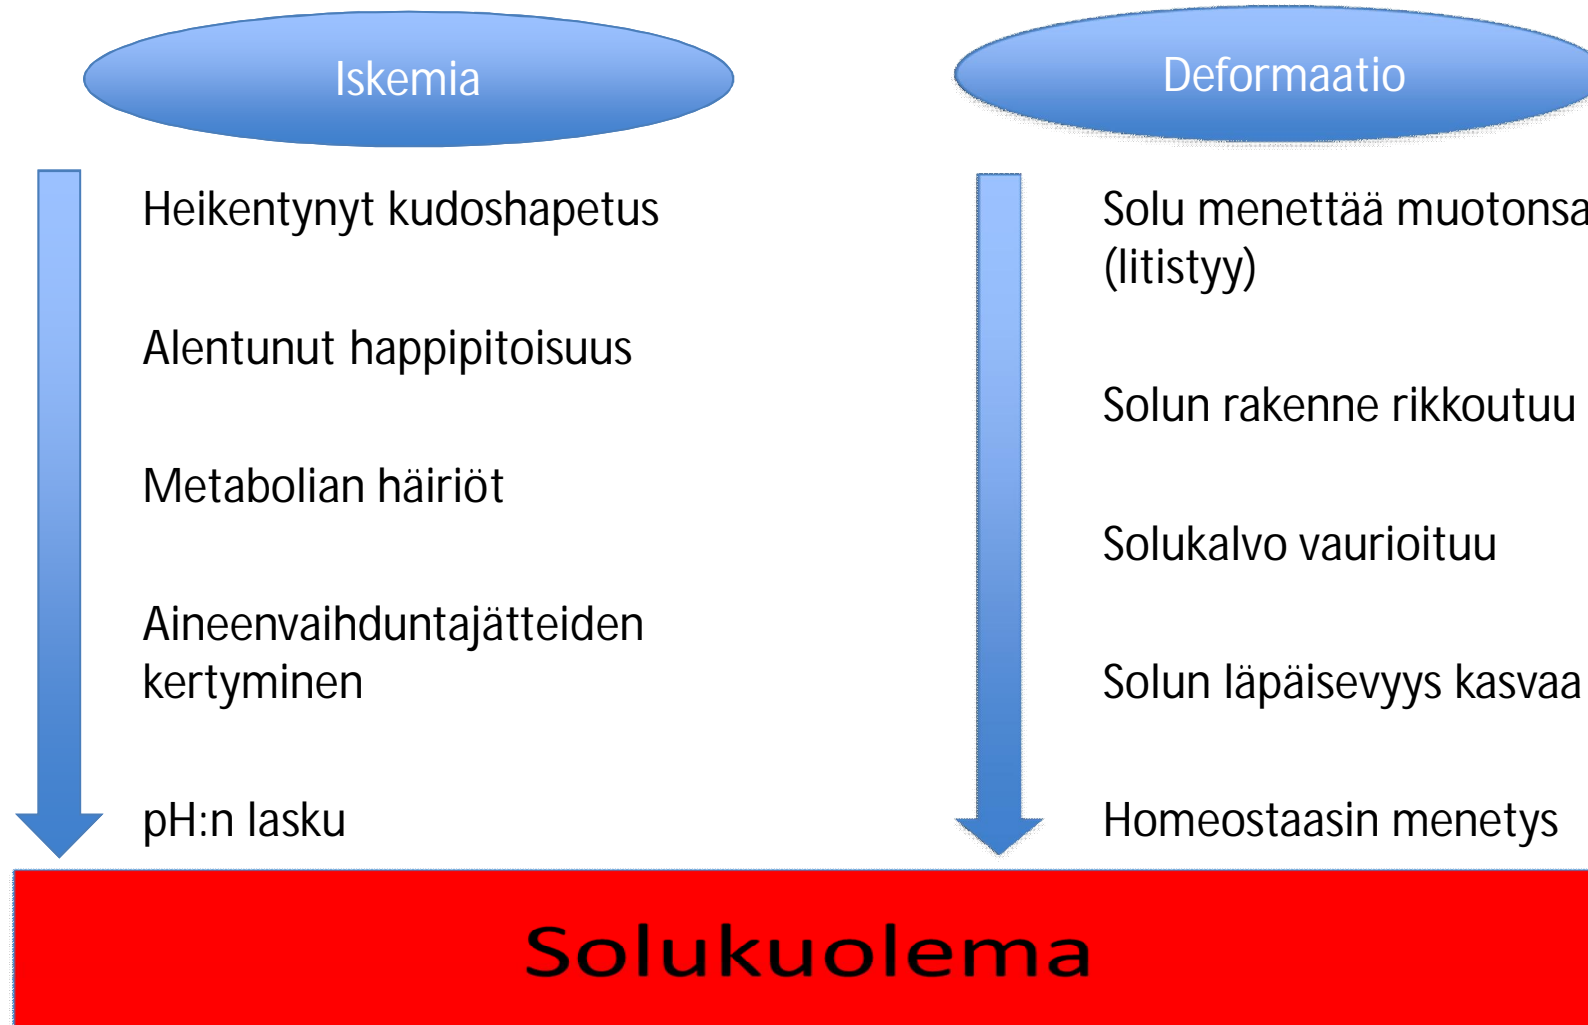 Iskemia
Heikentynyt kudoshapetus
Alentunut happipitoisuus
Metabolian häiriöt
Aineenvaihduntajätteiden
kertyminen
pH:n lasku
Deformaatio
Solu menettää muotonsa
(litistyy)
Solun rakenne rikkoutuu
Solukalvo vaurioituu
Solun läpäisevyys kasvaa
Homeostaasin menetys
Solukuolema